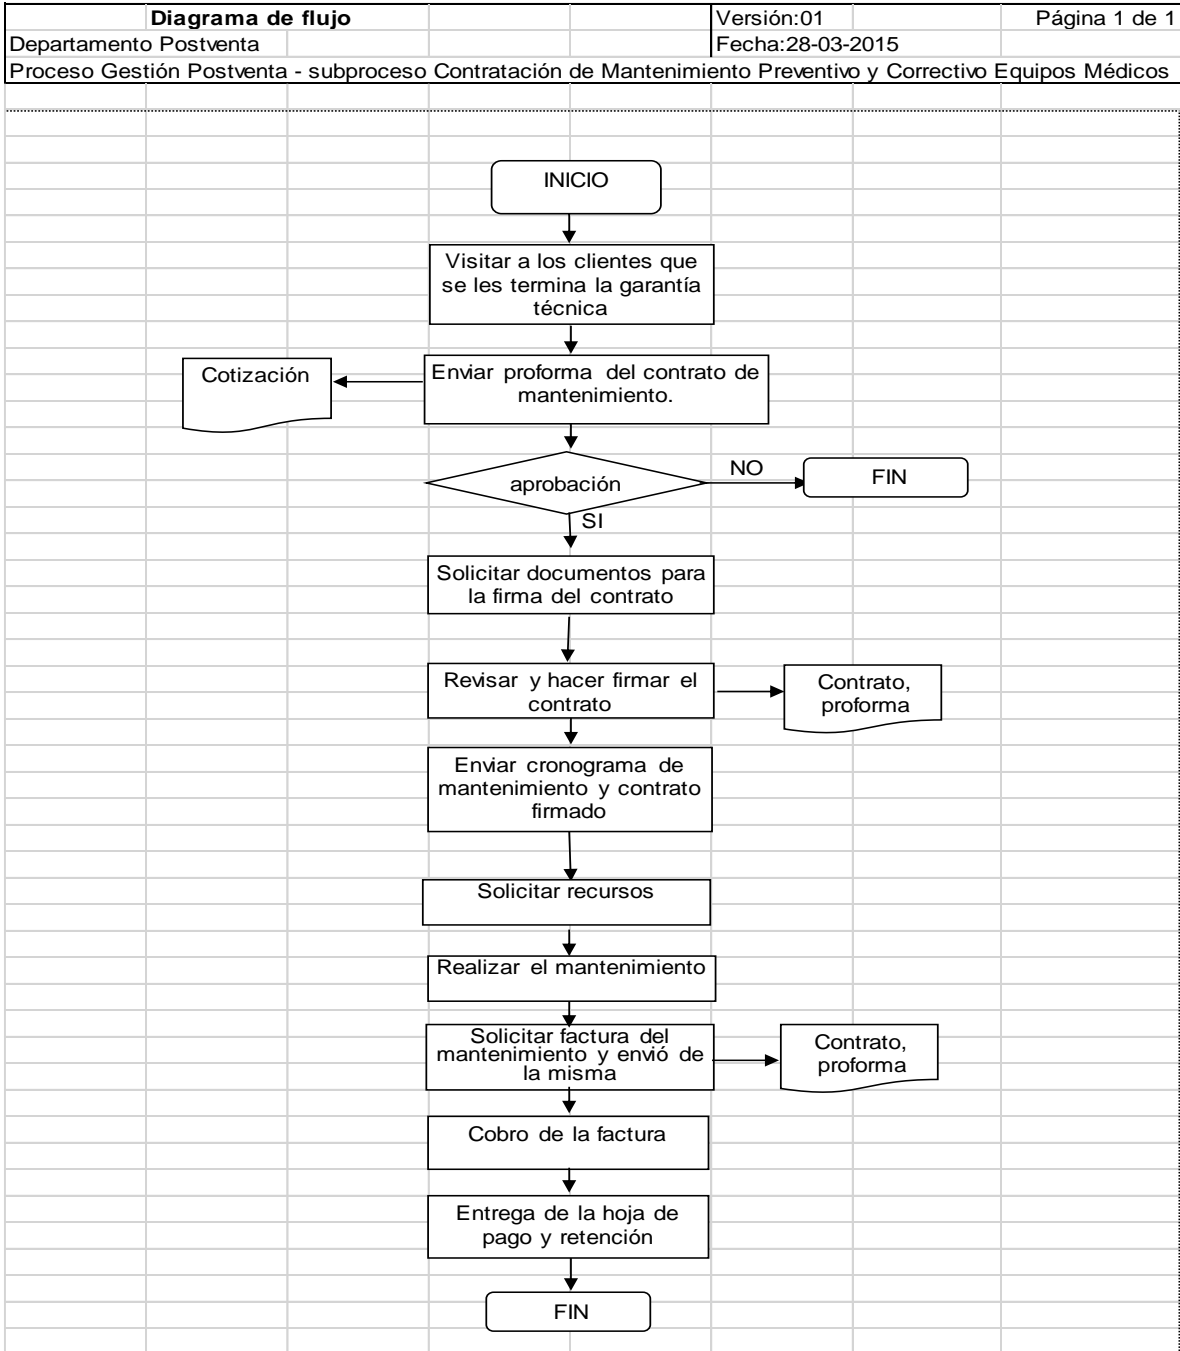 Diagrama de flujo
Versión:01
Página 1 de 1
Departamento Postventa
Fecha:28-03-2015
Proceso Gestión Postventa - subproceso Contratación de Mantenimiento Preventivo y Correctivo Equipos Médicos
INICIO
Visitar a los clientes que
se les termina la garantía
técnica
Cotización
Enviar proforma del contrato de
mantenimiento.
aprobación
NO
FIN
SI
Solicitar documentos para
la firma del contrato
Revisar y hacer firmar el
contrato
Contrato,
proforma
Enviar cronograma de
mantenimiento y contrato
firmado
Solicitar recursos
Realizar el mantenimiento
Solicitar factura del
mantenimiento y envió de
la misma
Contrato,
proforma
Cobro de la factura
Entrega de la hoja de
pago y retención
FIN